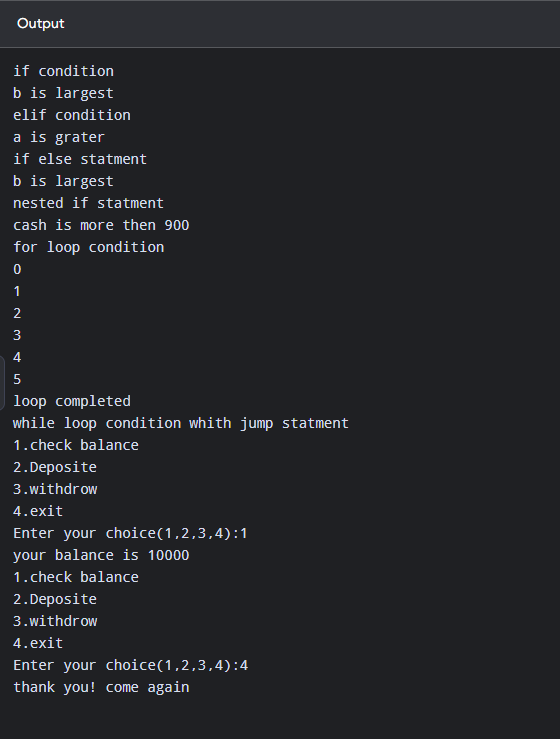 Output
if condition
b is largest
elif condition
a is grater
if else statment
b is largest
nested if statment
cash is more then 900
for loop condition
0
1
2
3
4
5
loop completed
while loop condition whith jump statment
1.check balance
2.Deposite
3.withdrow
4.exit
Enter your choice(1,2,3,4):1
your balance is 10000
1.check balance
2.Deposite
3.withdrow
4.exit
Enter your choice(1,2,3,4):4
thank you! come again